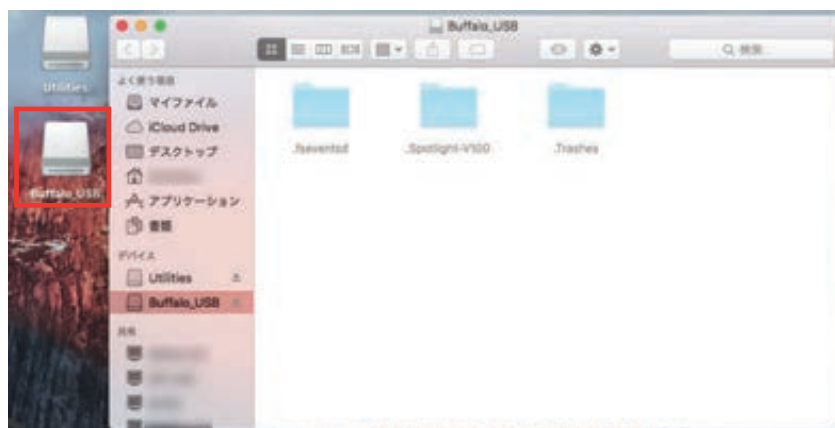 Buffalo_USB
検索
Utilities
Buffalo_USB
よく使う項目
マイファイル
iCloud Drive
デスクトップ
アプリケーション
書類
デバイス
Utilities
Buffalo_USB
共有
.fseventsd
.Spotlight-V100
.Trashes